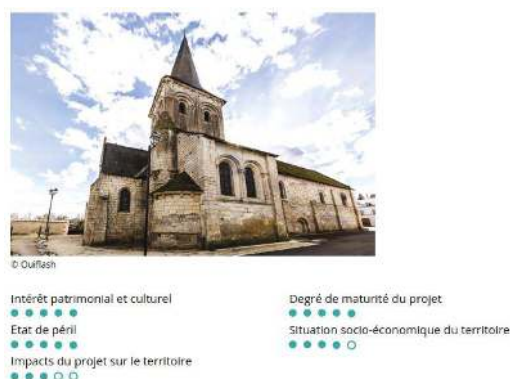 © Ouiflash
Intérêt patrimonial et culturel
Degré de maturité du projet
Etat de péril
Situation socio-économique du territoire
Impacts du projet sur le territoire